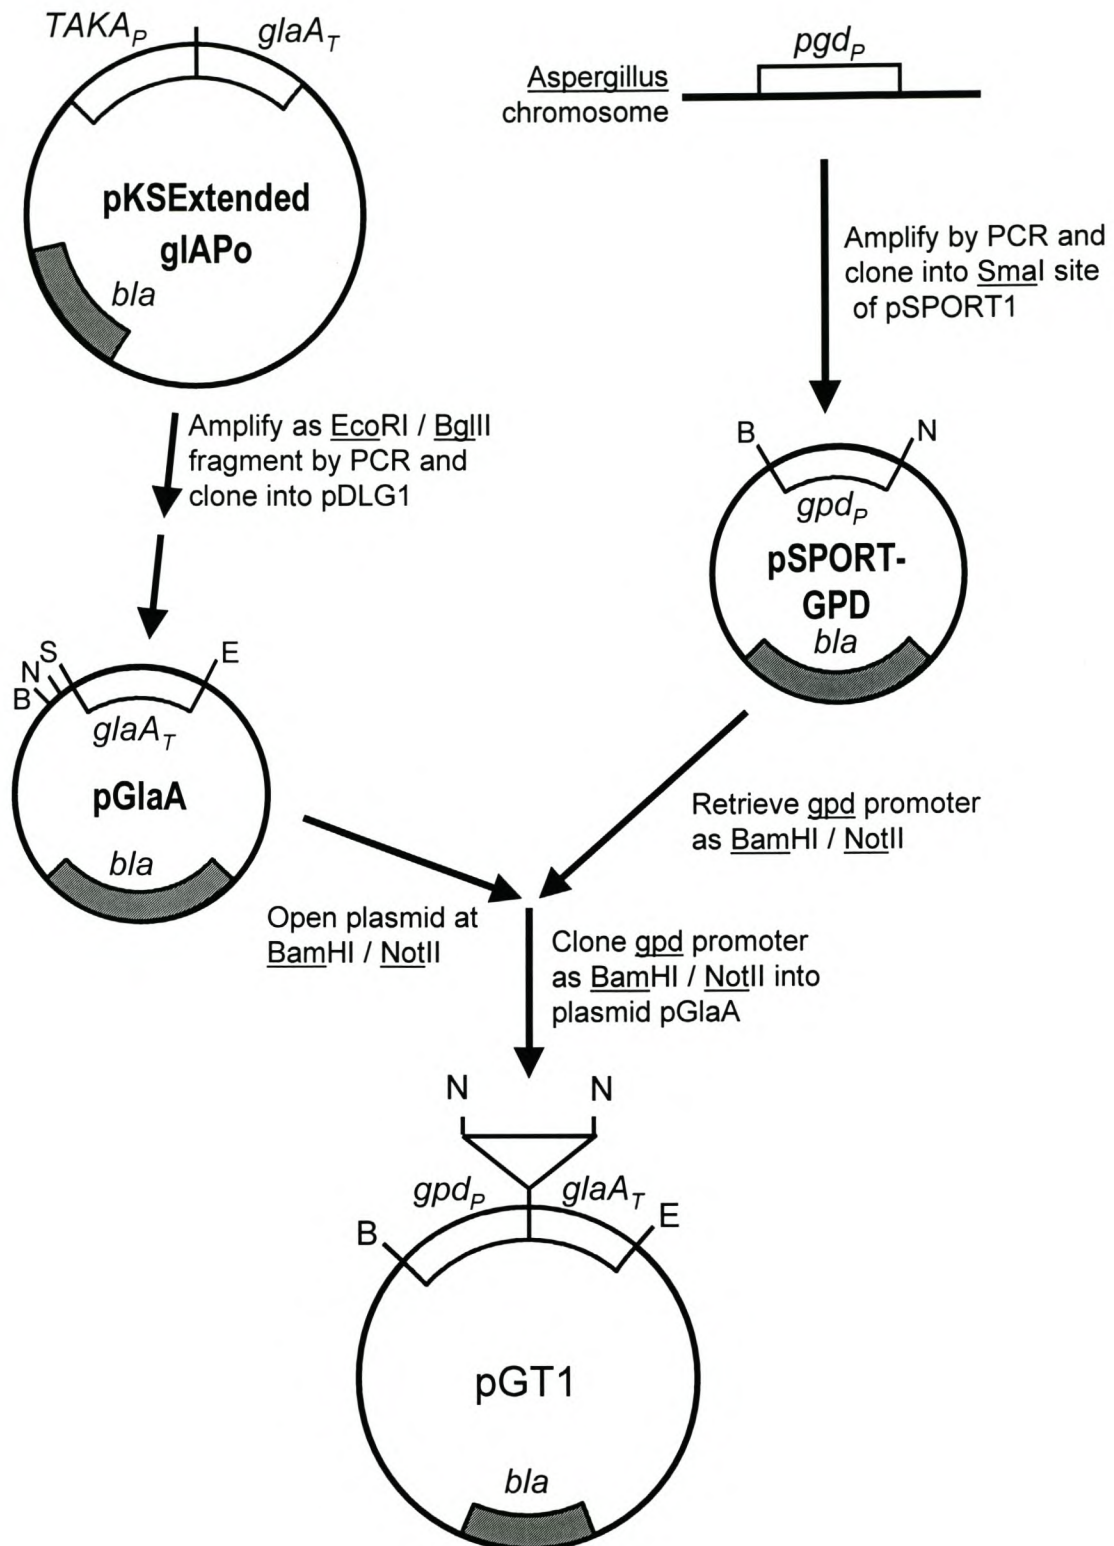 TAKAP
glaAT
pKSExtended
glAPo
bla
pgdP
Aspergillus
chromosome
Amplify by PCR and
clone into SmaI site
of pSPORT1
Amplify as EcoRI / BglII
fragment by PCR and
clone into pDLG1
B
N
gpdP
pSPORT-
GPD
bla
B
N
S
E
glaAT
pGlaA
bla
Retrieve gpd promoter
as BamHI / NotII
Open plasmid at
BamHI / NotII
Clone gpd promoter
as BamHI / NotII into
plasmid pGlaA
N
N
gpdP
glaAT
B
E
pGT1
bla